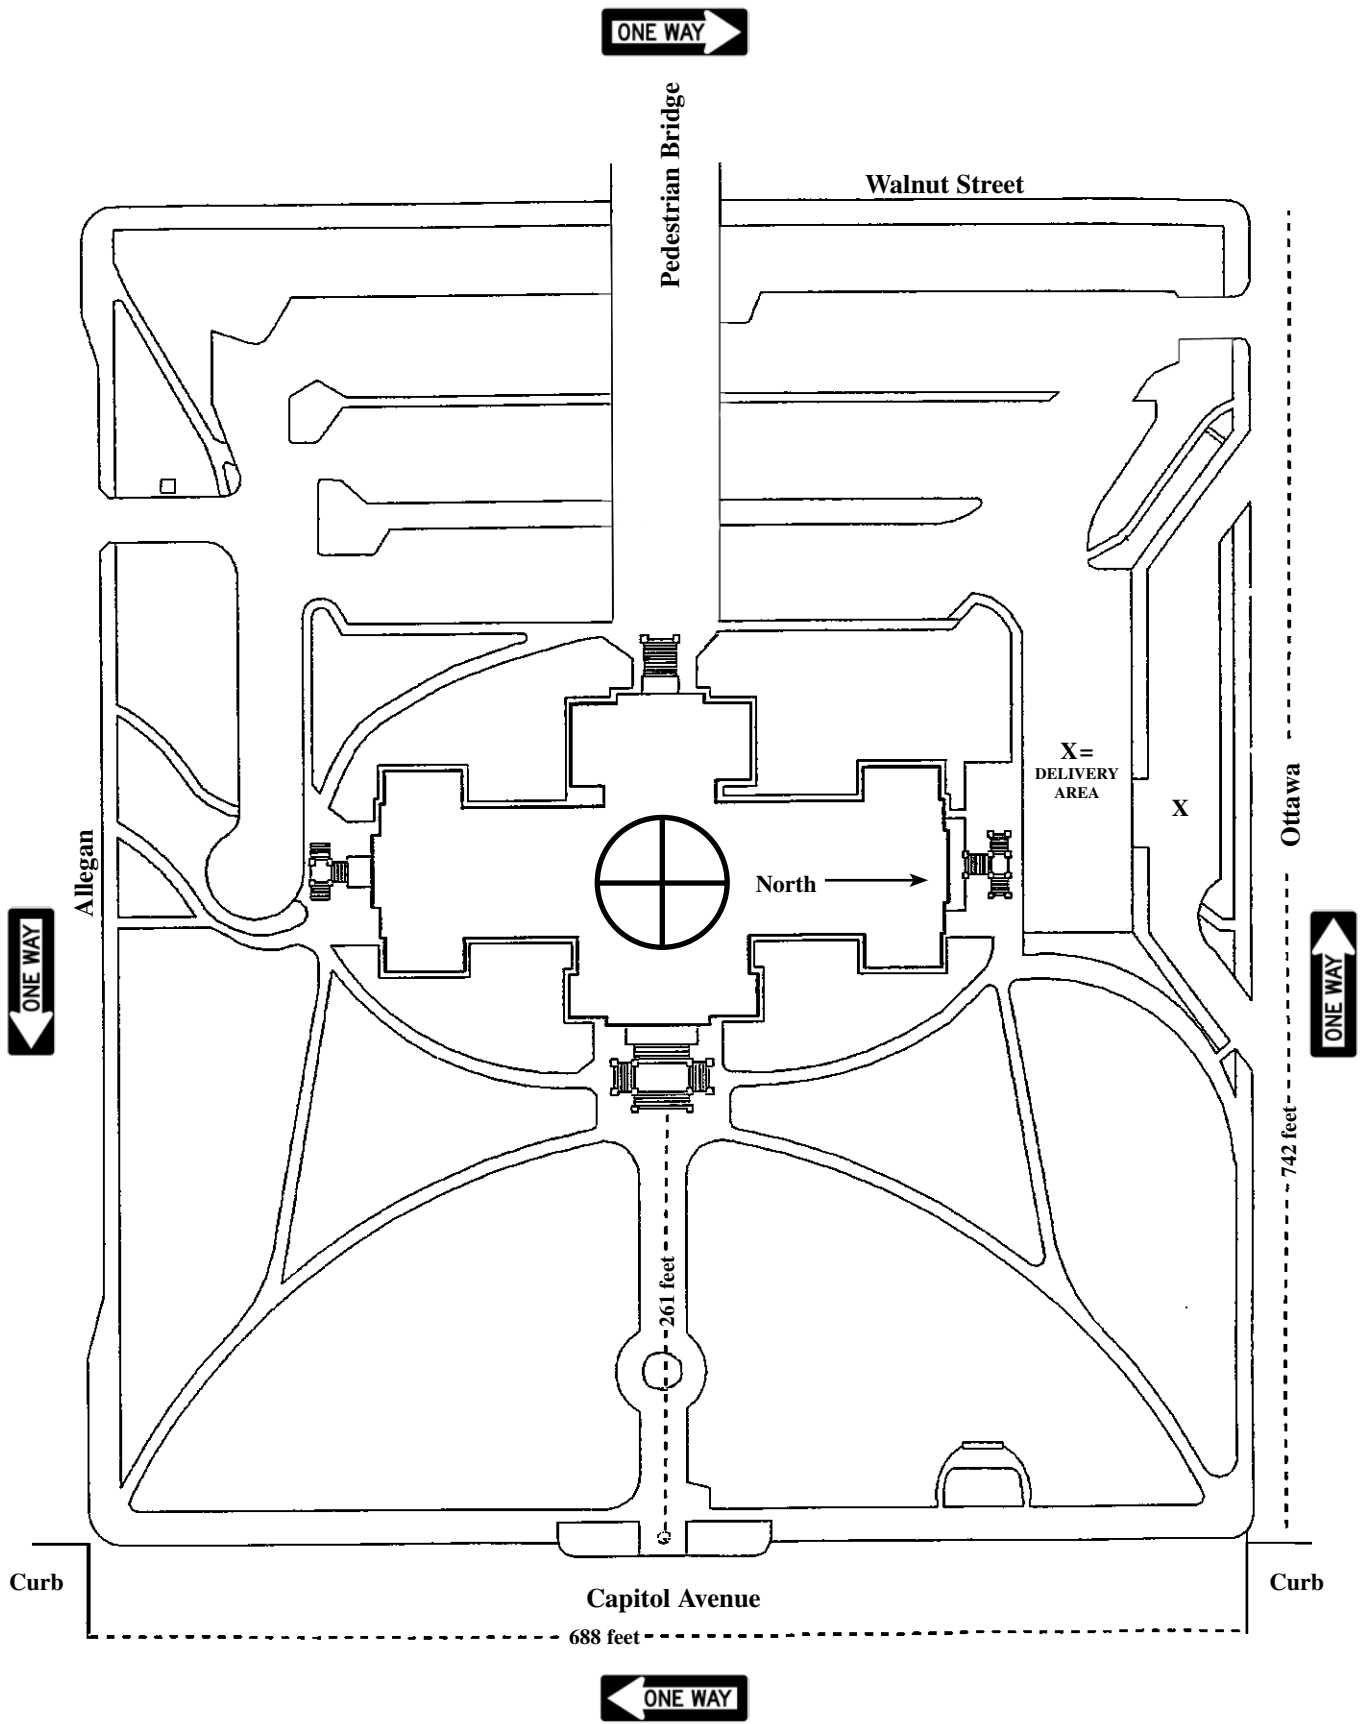 ONE WAY
Pedestrian Bridge
Walnut Street
X =
DELIVERY
AREA
X
Ottawa
Allegan
North
ONE WAY
ONE WAY
742 feet
261 feet
Curb
Curb
Capitol Avenue
688 feet
ONE WAY